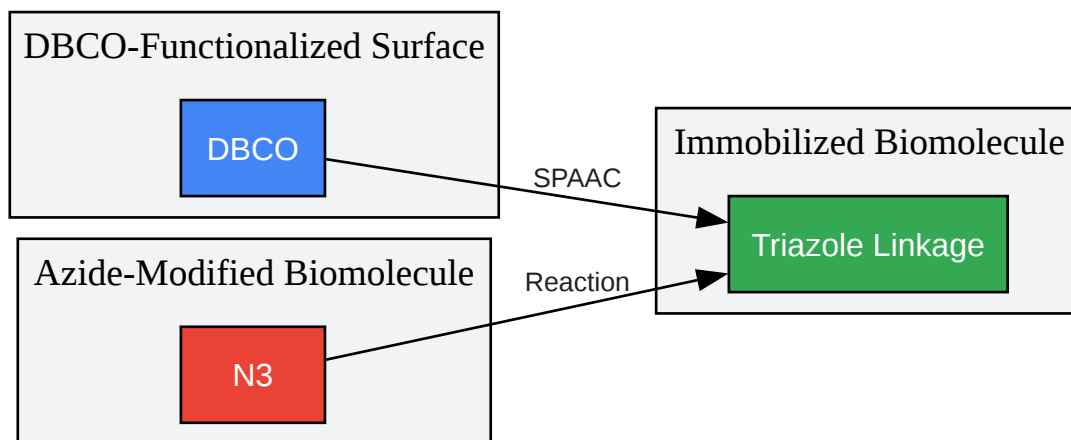 DBCO-Functionalized Surface
DBCO
SPAAC
Azide-Modified Biomolecule
N3
Reaction
Immobilized Biomolecule
Triazole Linkage